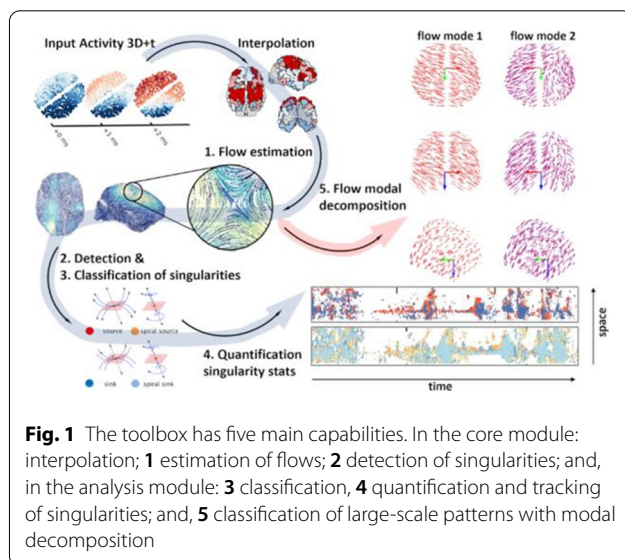 Input Activity 3D+t
Interpolation
flow mode 1
flow mode 2
+0 ms
+1 ms
+2 ms
1. Flow estimation
5. Flow modal
decomposition
2. Detection &
3. Classification of singularities
source
spiral source
sink
spiral sink
4. Quantification
singularity stats
space
time
Fig. 1 The toolbox has five main capabilities. In the core module:
interpolation; 1 estimation of flows; 2 detection of singularities; and,
in the analysis module: 3 classification, 4 quantification and tracking
of singularities; and, 5 classification of large-scale patterns with modal
decomposition